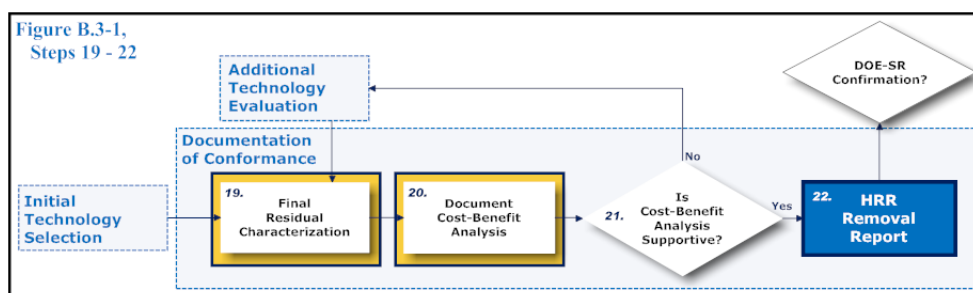 Figure B.3-1,
Steps 19 - 22
Additional
Technology
Evaluation
DOE-SR
Confirmation?
Documentation
of Conformance
No
Initial
Technology
Selection
19.
Final
Residual
Characterization
20.
Document
Cost-Benefit
Analysis
21.
Is
Cost-Benefit
Analysis
Supportive?
Yes
22.
HRR
Removal
Report